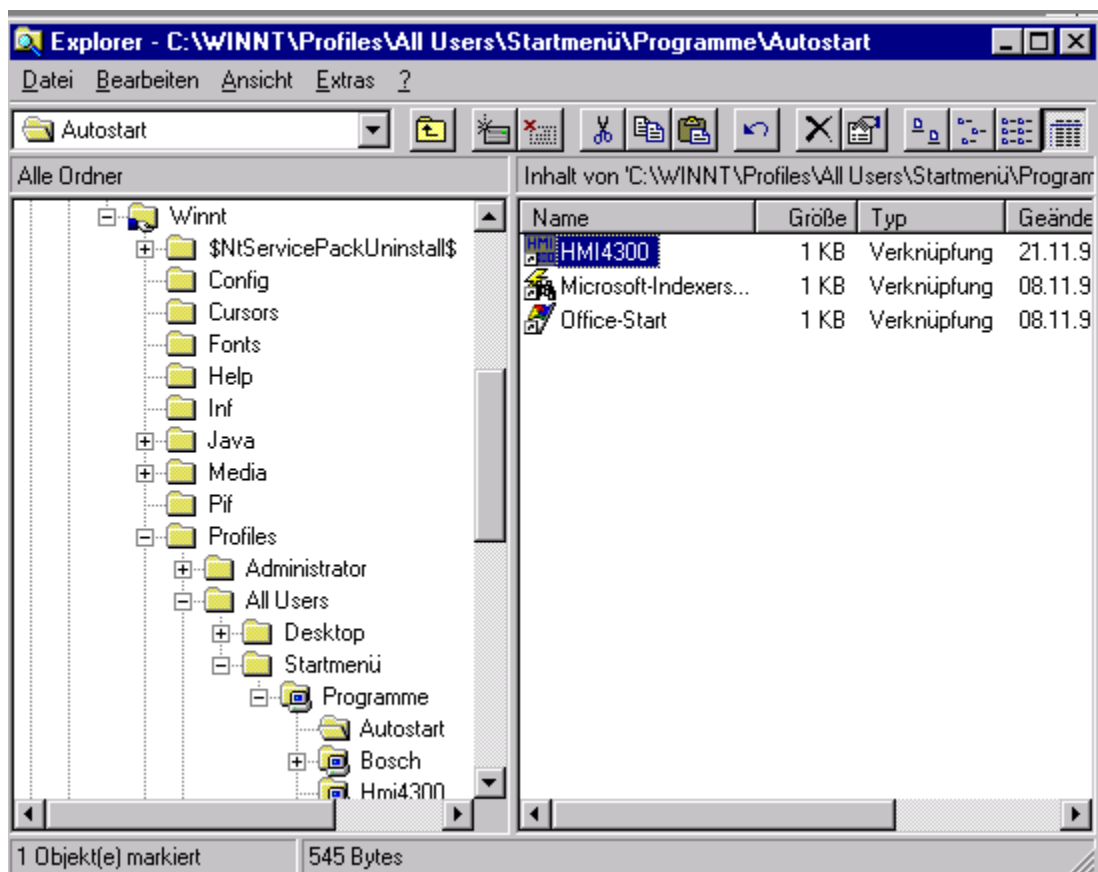 Explorer - C:\WINNT\Profiles\All Users\Startmenü\Programme\Autostart
Datei Bearbeiten Ansicht Extras ?
Autostart
Alle Ordner
Inhalt von 'C:\WINNT\Profiles\All Users\Startmenü\Program
Winnt
$NtServicePackUninstall$
Config
Cursors
Fonts
Help
Inf
Java
Media
Pif
Profiles
Administrator
All Users
Desktop
Startmenü
Programme
Autostart
Bosch
Hmi4300
Name Größe Typ Geände
HMI4300 1 KB Verknüpfung 21.11.9
Microsoft-Indexers... 1 KB Verknüpfung 08.11.9
Office-Start 1 KB Verknüpfung 08.11.9
1 Objekt(e) markiert 545 Bytes